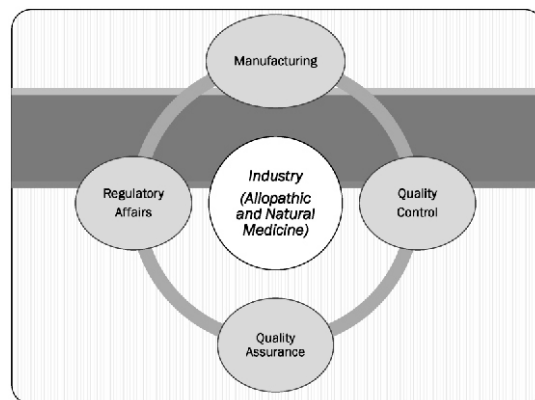 Manufacturing
Regulatory
Affairs
Industry
(Allopathic
and Natural
Medicine)
Quality
Control
Quality
Assurance